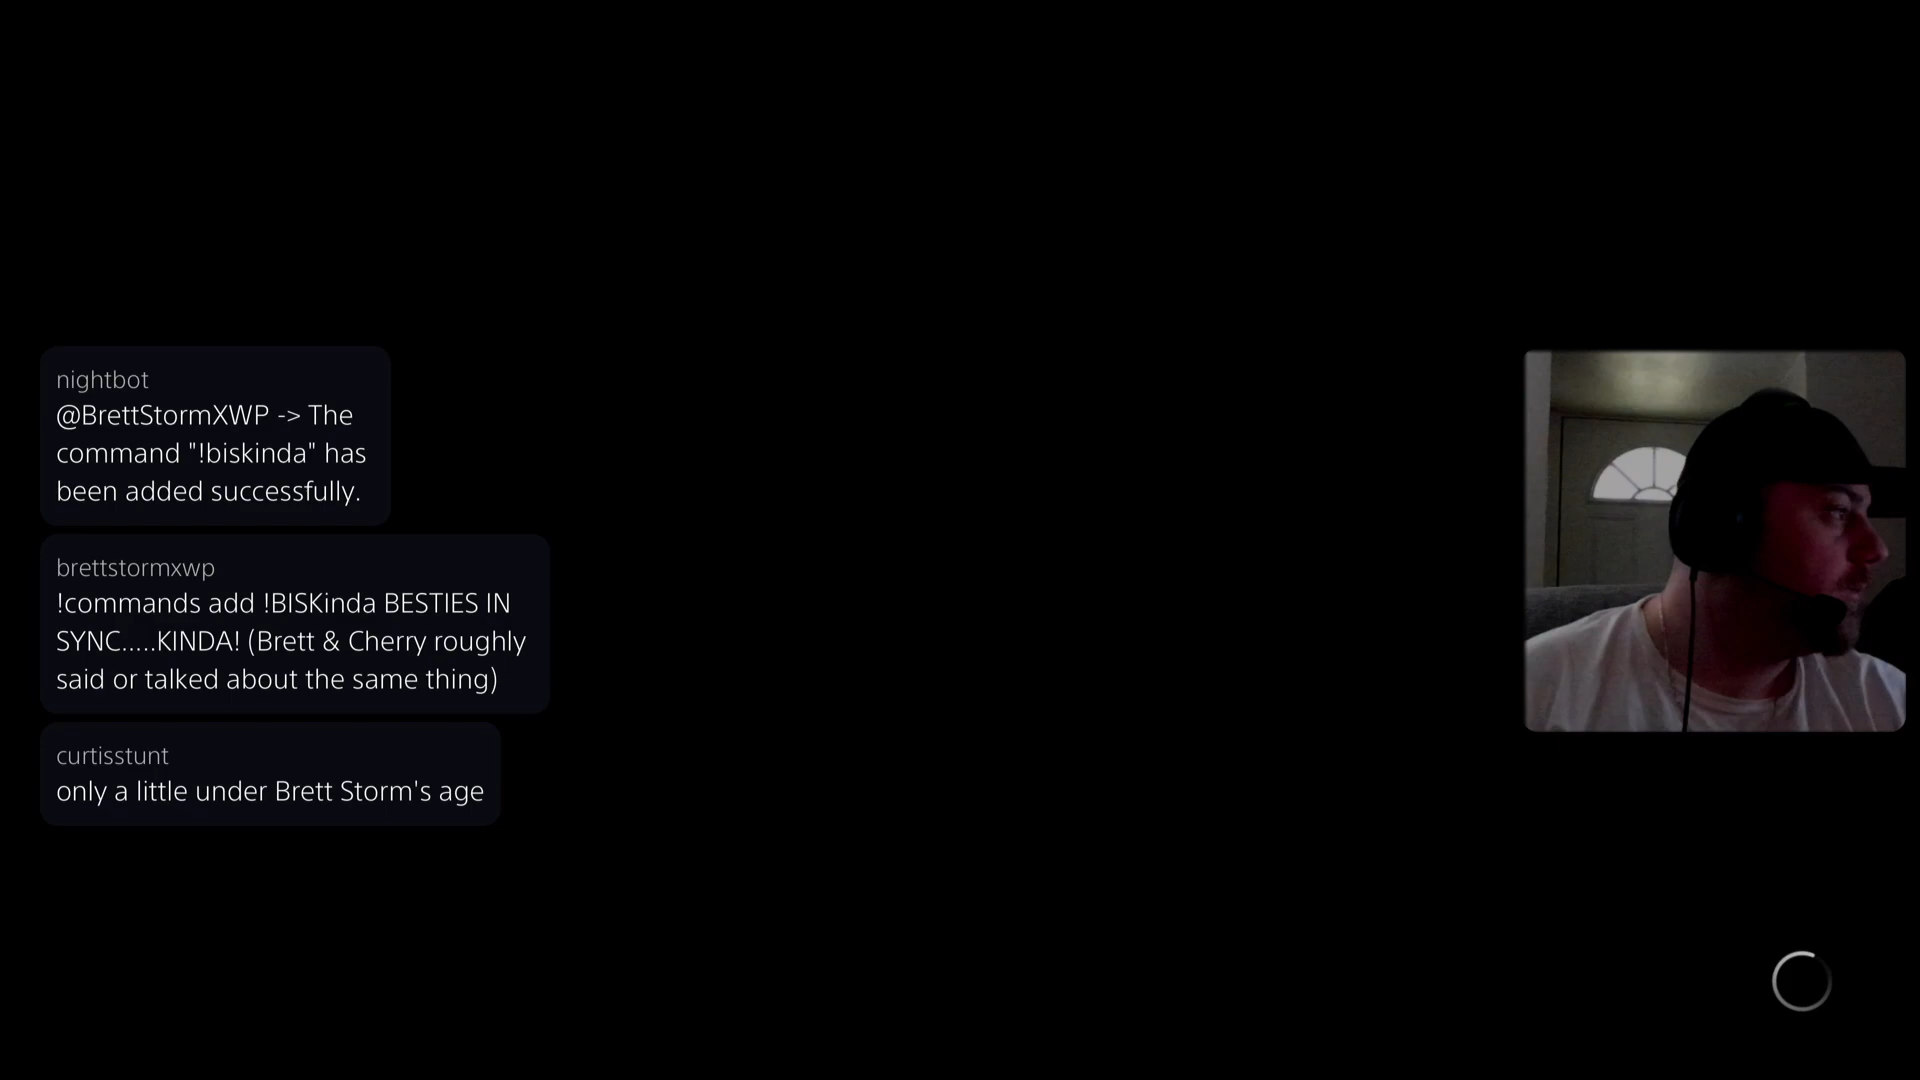 nightbot
@BrettStormXWP -> The
command "!biskinda" has
been added successfully.
brettstormxwp
!commands add !BISKinda BESTIES IN
SYNC.....KINDA! (Brett & Cherry roughly
said or talked about the same thing)
curtisstunt
only a little under Brett Storm's age